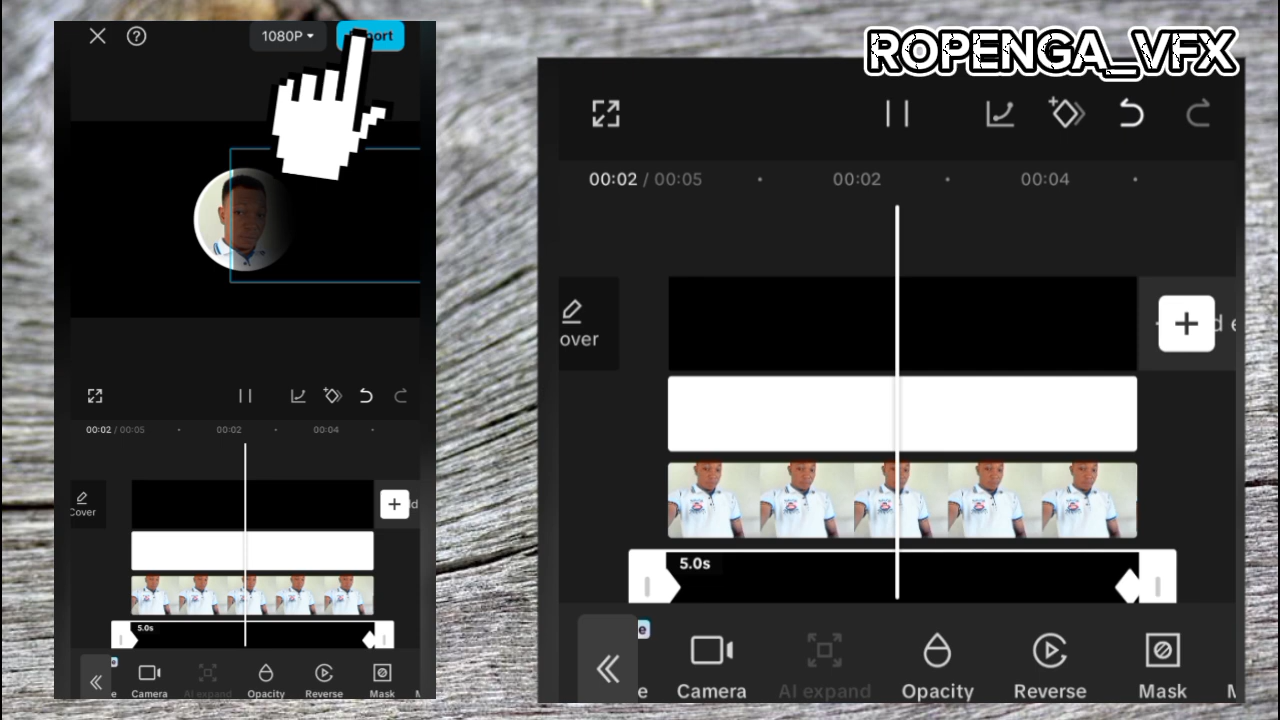 ROPENGA_VFX
1080P
ort
00:02 / 00:05
00:02
00:04
Cover
d
5.0s
e
Camera
AI expand
Opacity
Reverse
Mask
M
00:02 / 00:05
00:02
00:04
over
d e
5.0s
e
e
Camera
AI expand
Opacity
Reverse
Mask
M